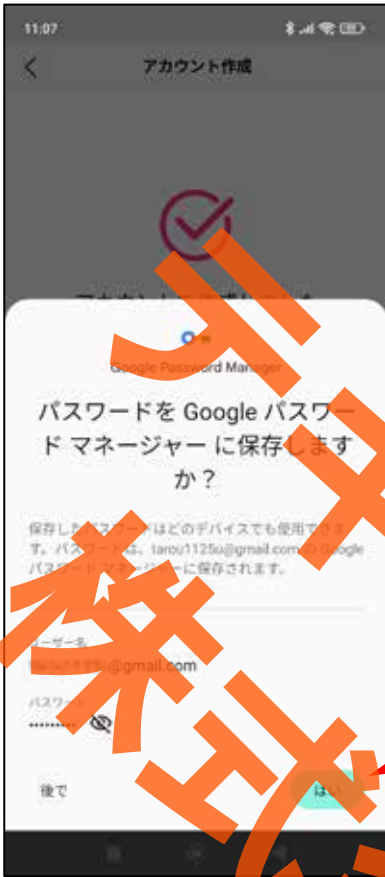 11:07
アカウント作成
Google Password Manager
パスワードを Google パスワー
ド マネージャー に保存します
か？
保存したパスワードはどのデバイスでも使用できま
す。パスワードは、tarou1125u@gmail.com の Google
パスワード マネージャーに保存されます。
ユーザー名
@gmail.com
パスワード
後で
はい
株式